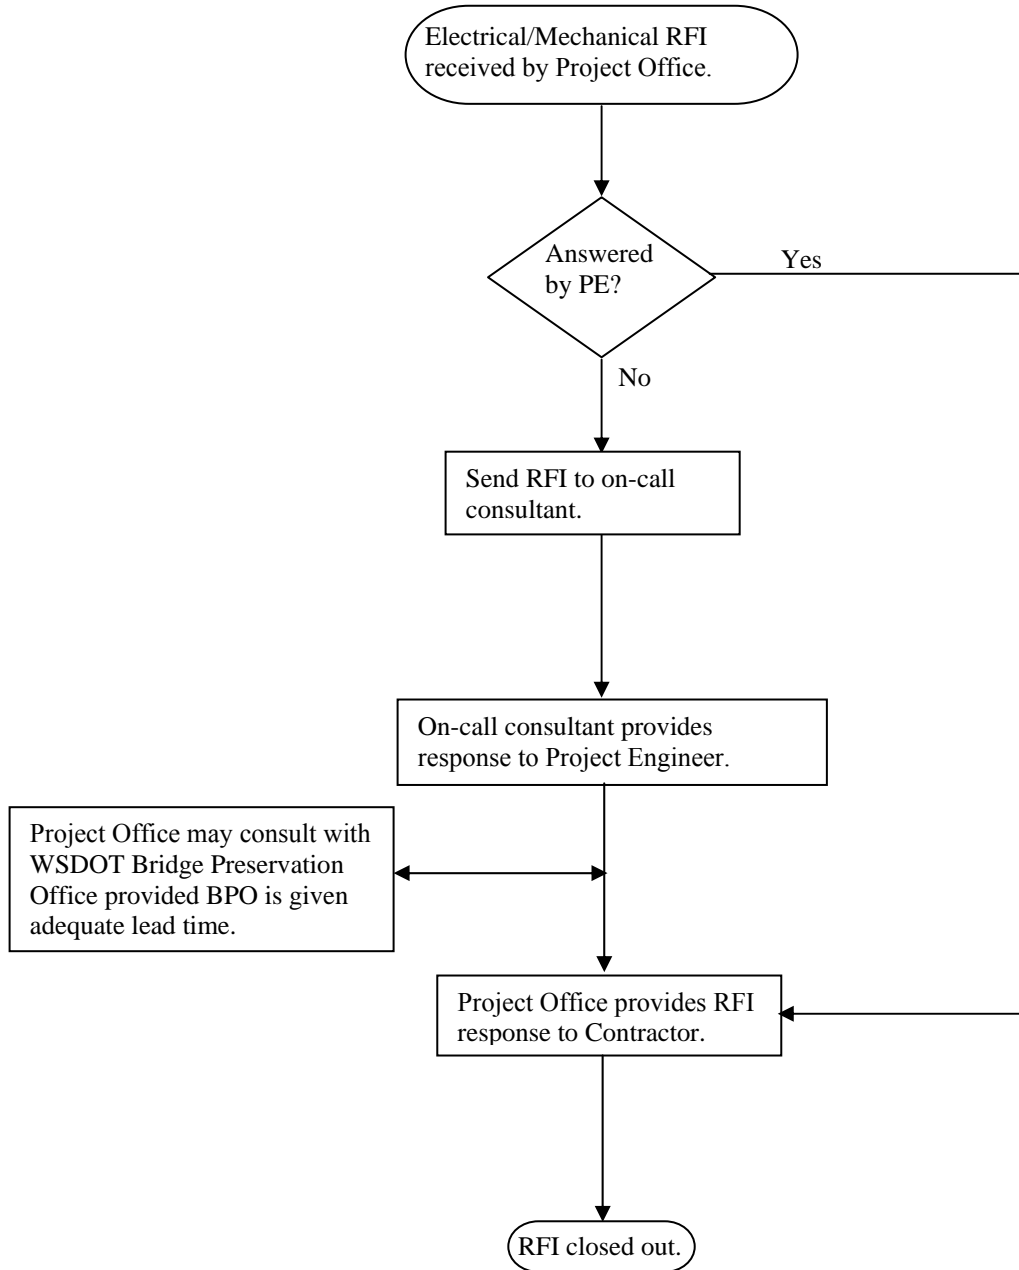 Electrical/Mechanical RFI
received by Project Office.
Answered
by PE?
Yes
No
Send RFI to on-call
consultant.
On-call consultant provides
response to Project Engineer.
Project Office may consult with
WSDOT Bridge Preservation
Office provided BPO is given
adequate lead time.
Project Office provides RFI
response to Contractor.
RFI closed out.